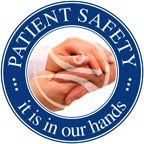 PATIENT SAFETY
... it is in our hands ...